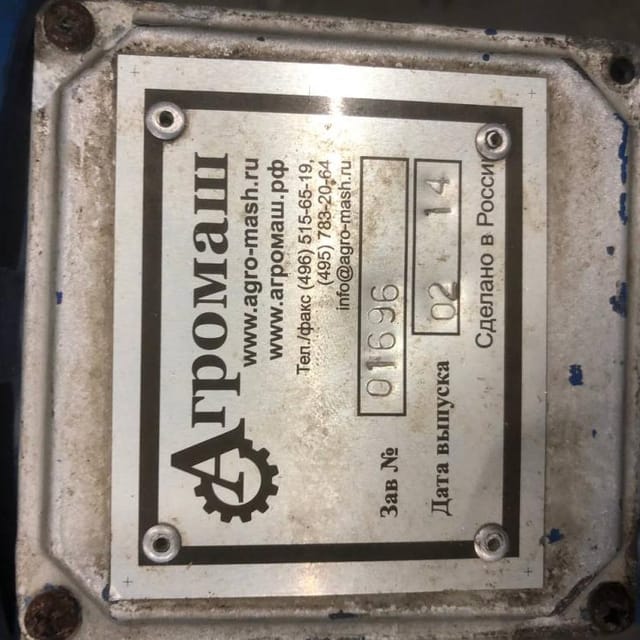 Агромаш
www.agro-mash.ru
www.агромаш.рф
Тел./факс (496) 515-65-19,
(495) 783-20-64
info@agro-mash.ru
Зав № 01696
Дата выпуска 02 14
Сделано в России